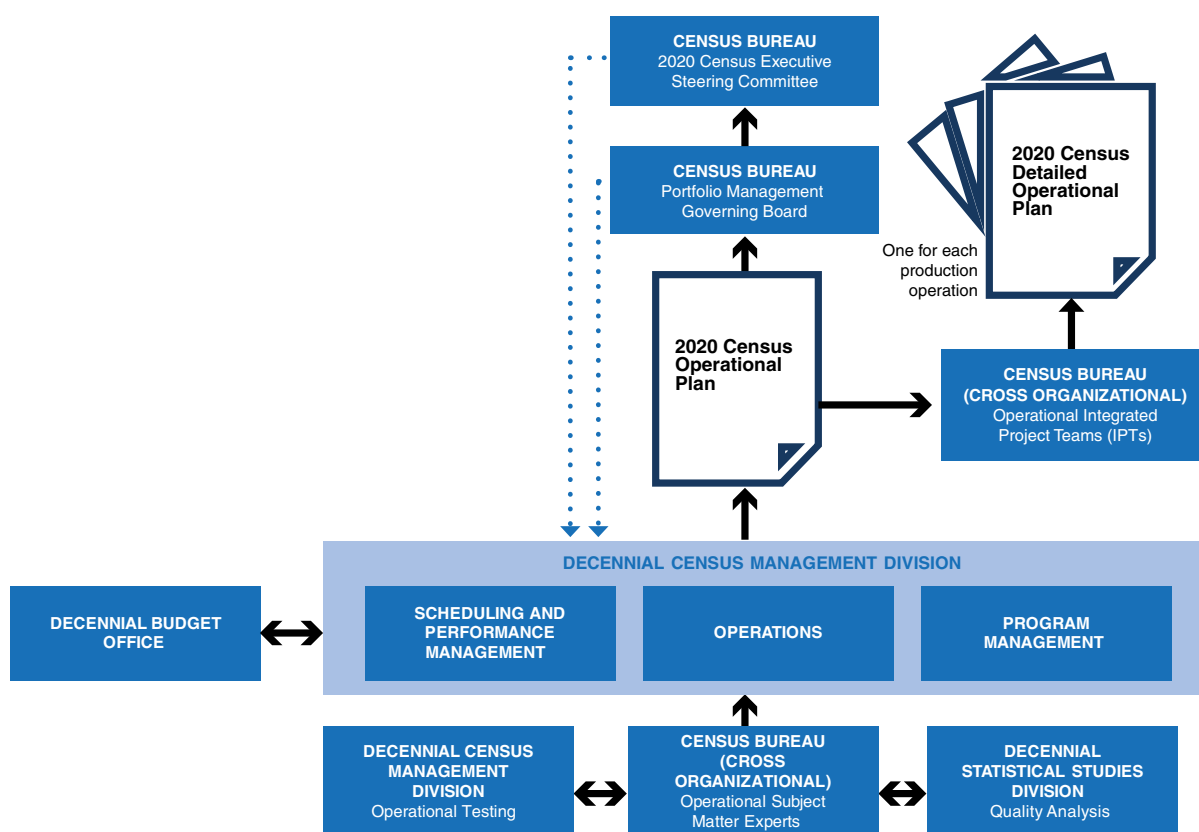 CENSUS BUREAU
2020 Census Executive
Steering Committee
CENSUS BUREAU
Portfolio Management
Governing Board
2020 Census
Detailed
Operational
Plan
One for each
production
operation
2020 Census
Operational
Plan
CENSUS BUREAU
(CROSS ORGANIZATIONAL)
Operational Integrated
Project Teams (IPTs)
DECENNIAL CENSUS MANAGEMENT DIVISION
DECENNIAL BUDGET
OFFICE
SCHEDULING AND
PERFORMANCE
MANAGEMENT
OPERATIONS
PROGRAM
MANAGEMENT
DECENNIAL CENSUS
MANAGEMENT
DIVISION
Operational Testing
CENSUS BUREAU
(CROSS
ORGANIZATIONAL)
Operational Subject
Matter Experts
DECENNIAL
STATISTICAL STUDIES
DIVISION
Quality Analysis